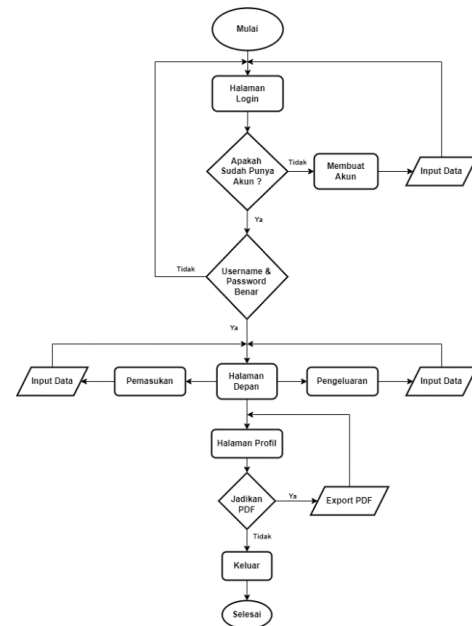 Mulai
Halaman
Login
Apakah
Sudah Punya
Akun ?
Tidak
Membuat
Akun
Input Data
Ya
Tidak
Username &
Password
Benar
Ya
Input Data
Pemasukan
Halaman
Depan
Pengeluaran
Input Data
Halaman Profil
Jadikan
PDF
Ya
Export PDF
Tidak
Keluar
Selesai